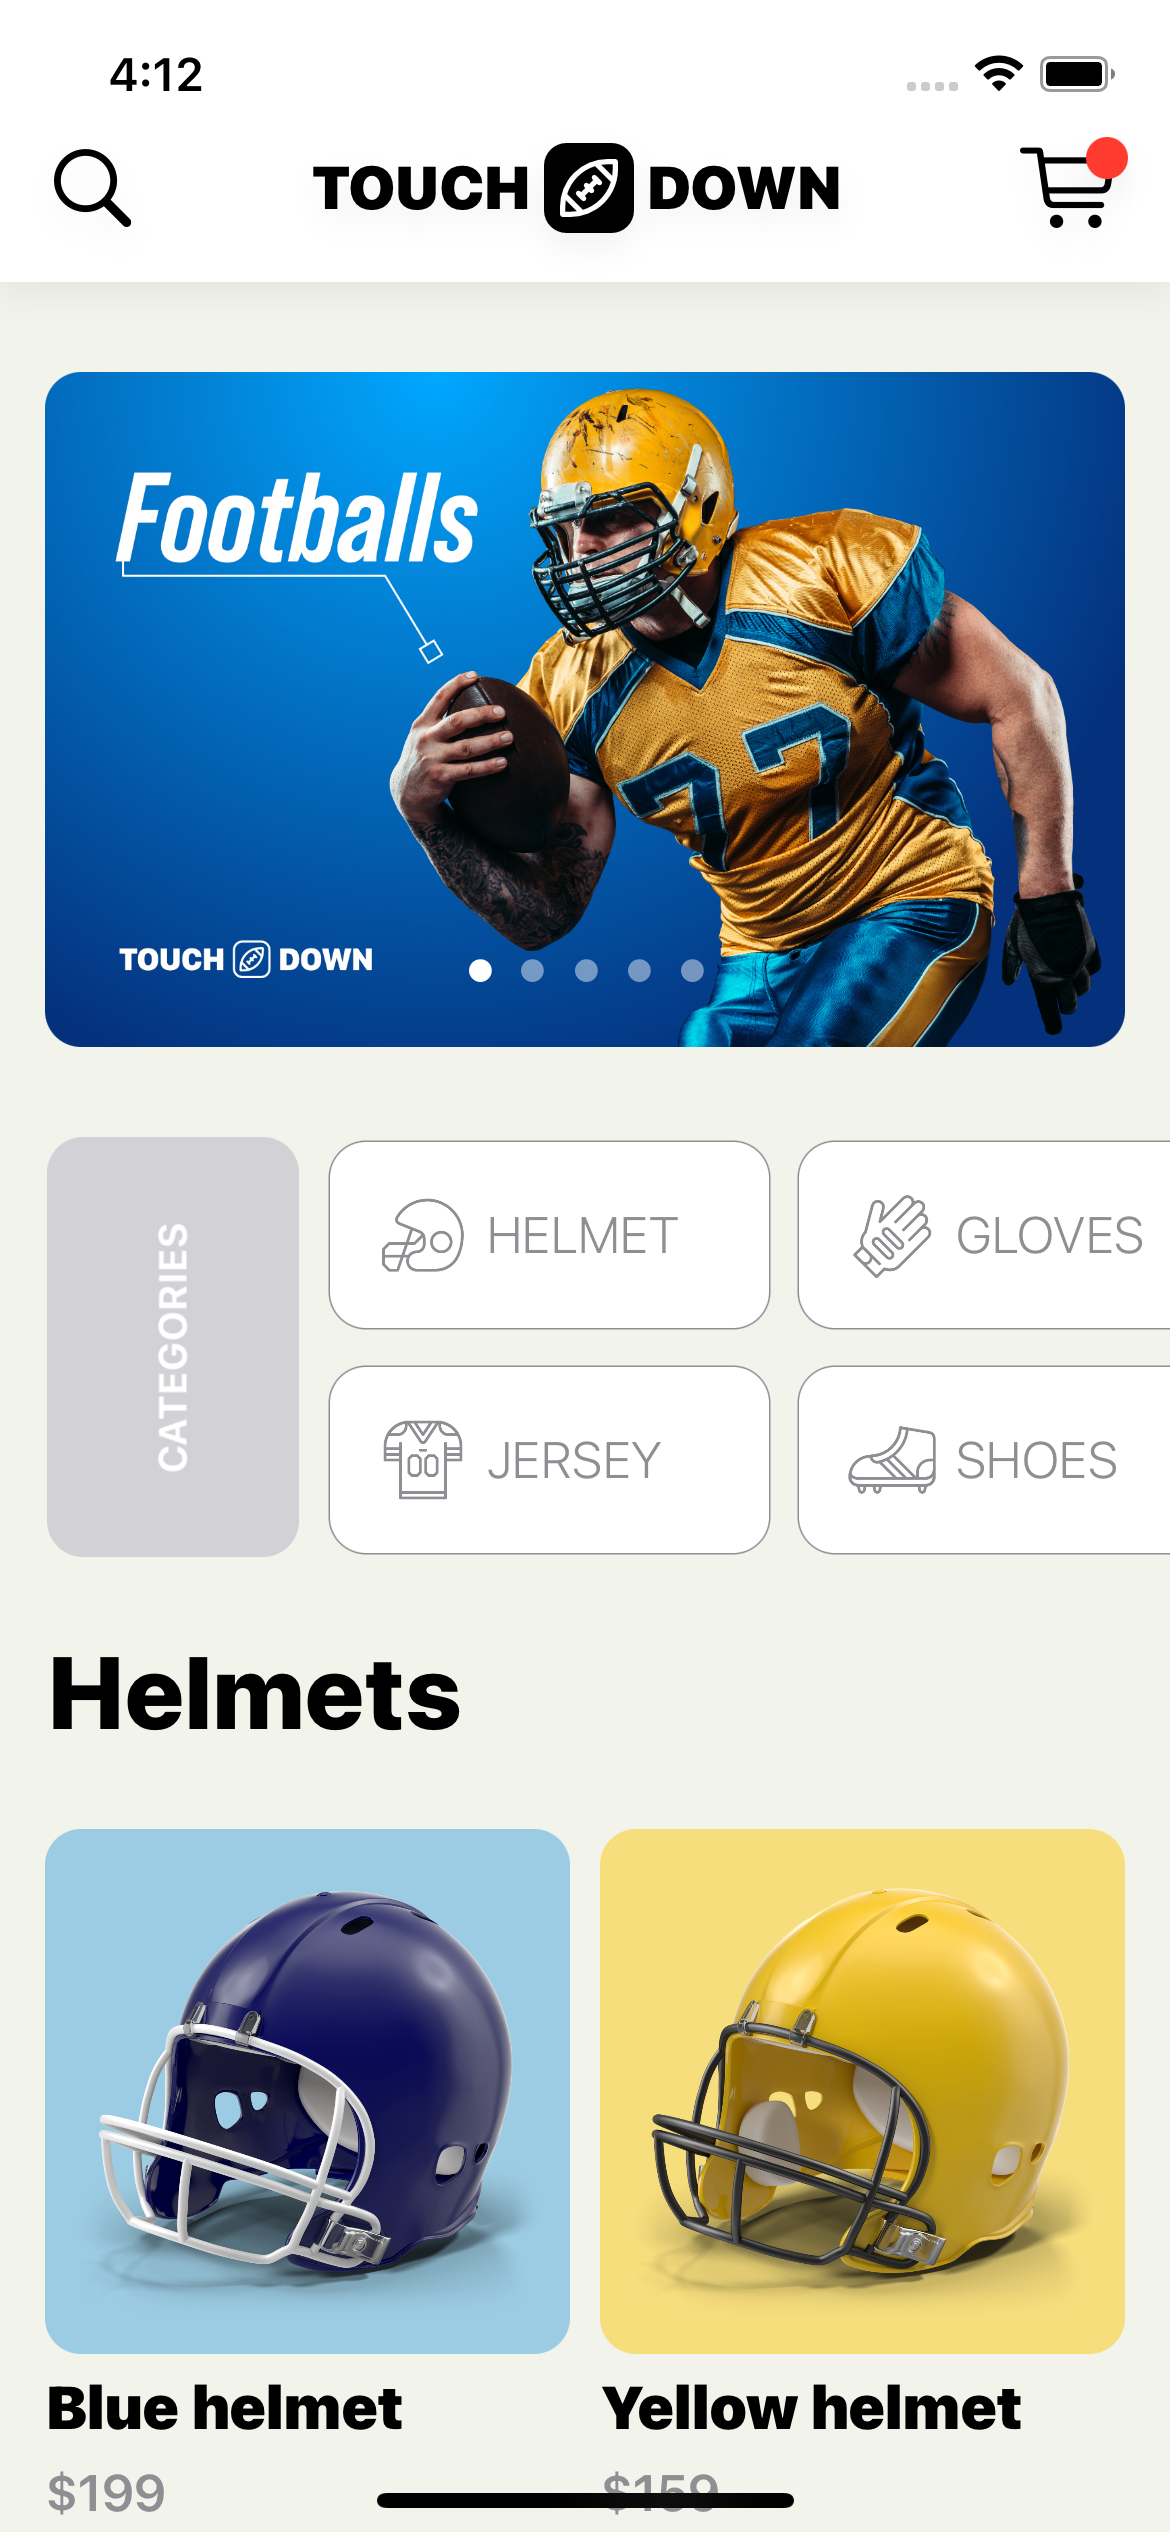 4:12
TOUCH DOWN
Footballs
77
TOUCH DOWN
CATEGORIES
HELMET
GLOVES
JERSEY
SHOES
Helmets
Blue helmet
Yellow helmet
$199
$159